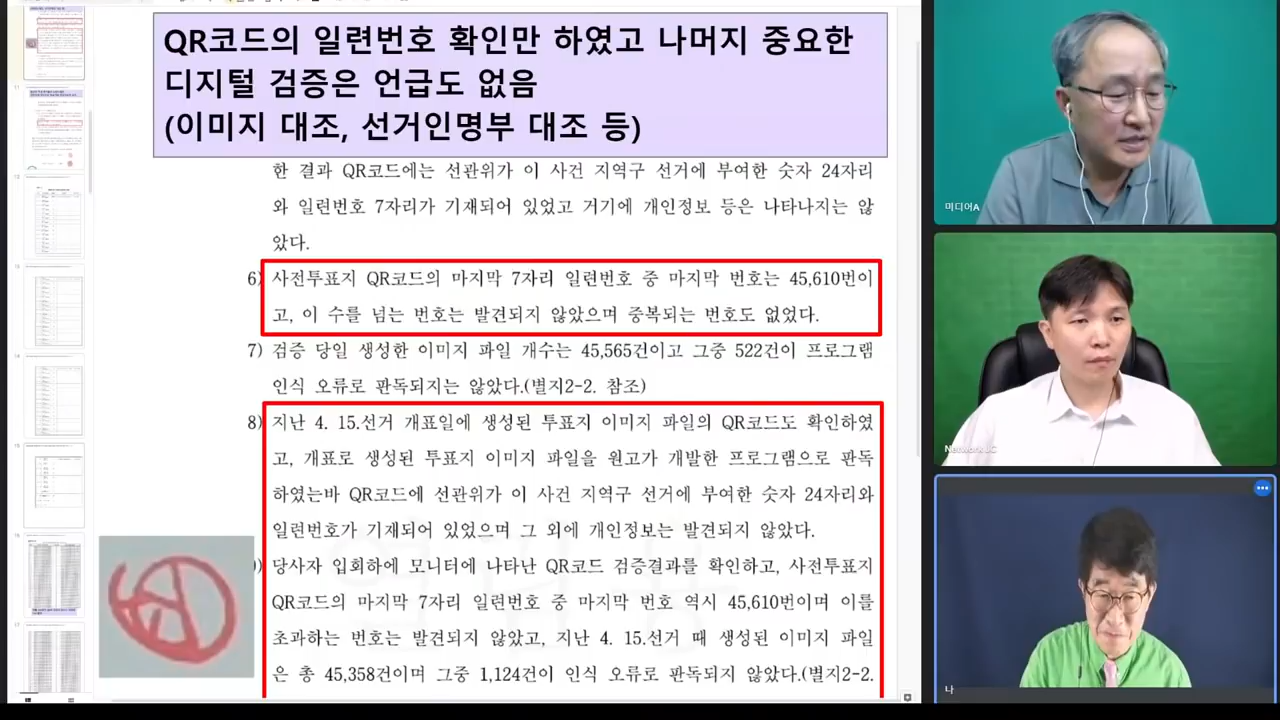 QR코드의 일련번호 확인만 하였고 나머지 중요한
디지털 검증은 언급도 없음
(이미지 대조, 선거인명부 대조 등)
한 결과 QR코드에는 선관위가 이 사건 지역구 선거에 부여한 숫자 24자리
와 일련번호 7자리가 기재되어 있었고 거기에 개인정보 등은 나타나지는 않
았다.
6) 사전투표지 QR코드의 마지막 7자리 일련번호 중 마지막 번호는 45,610번이
고, 이 수를 넘는 번호는 발견되지 않았으며 중복되는 번호도 없었다.
7) 검증 당일 생성한 이미지 파일 개수는 45,565건이고 그중 522건이 프로그램
인식 오류로 판독되지는 않았다.(별지2-2. 참조)
8) 지난 4. 15.선거 개표일에 생성된 투표지 이미지 파일의 QR코드도 확인하였
고, 개표로 생성된 투표지 이미지 파일을 원고가 개발한 프로그램으로 판독
하였는바 QR코드에 선관위가 이 사건 지역구 선거에 부여한 숫자 24자리와
일련번호가 기재되어 있었으며 그 외에 개인정보는 발견되지 않았다.
) 당사자 입회하에 모니터에 나타난 QR코드 검증결과를 확인하고, 사전투표지
QR코드의 마지막 7자리 일련번호 중 마지막 번호 역시 45,610번이며 이를
초과하는 번호는 발견되지 않았고, 지난 4. 15.선거 때 생성된 이미지 파일
은 총 45,358건이며 그중 1,124건이 인식 오류로 판독되지 않았다.(별지2-2.
미디어A
나